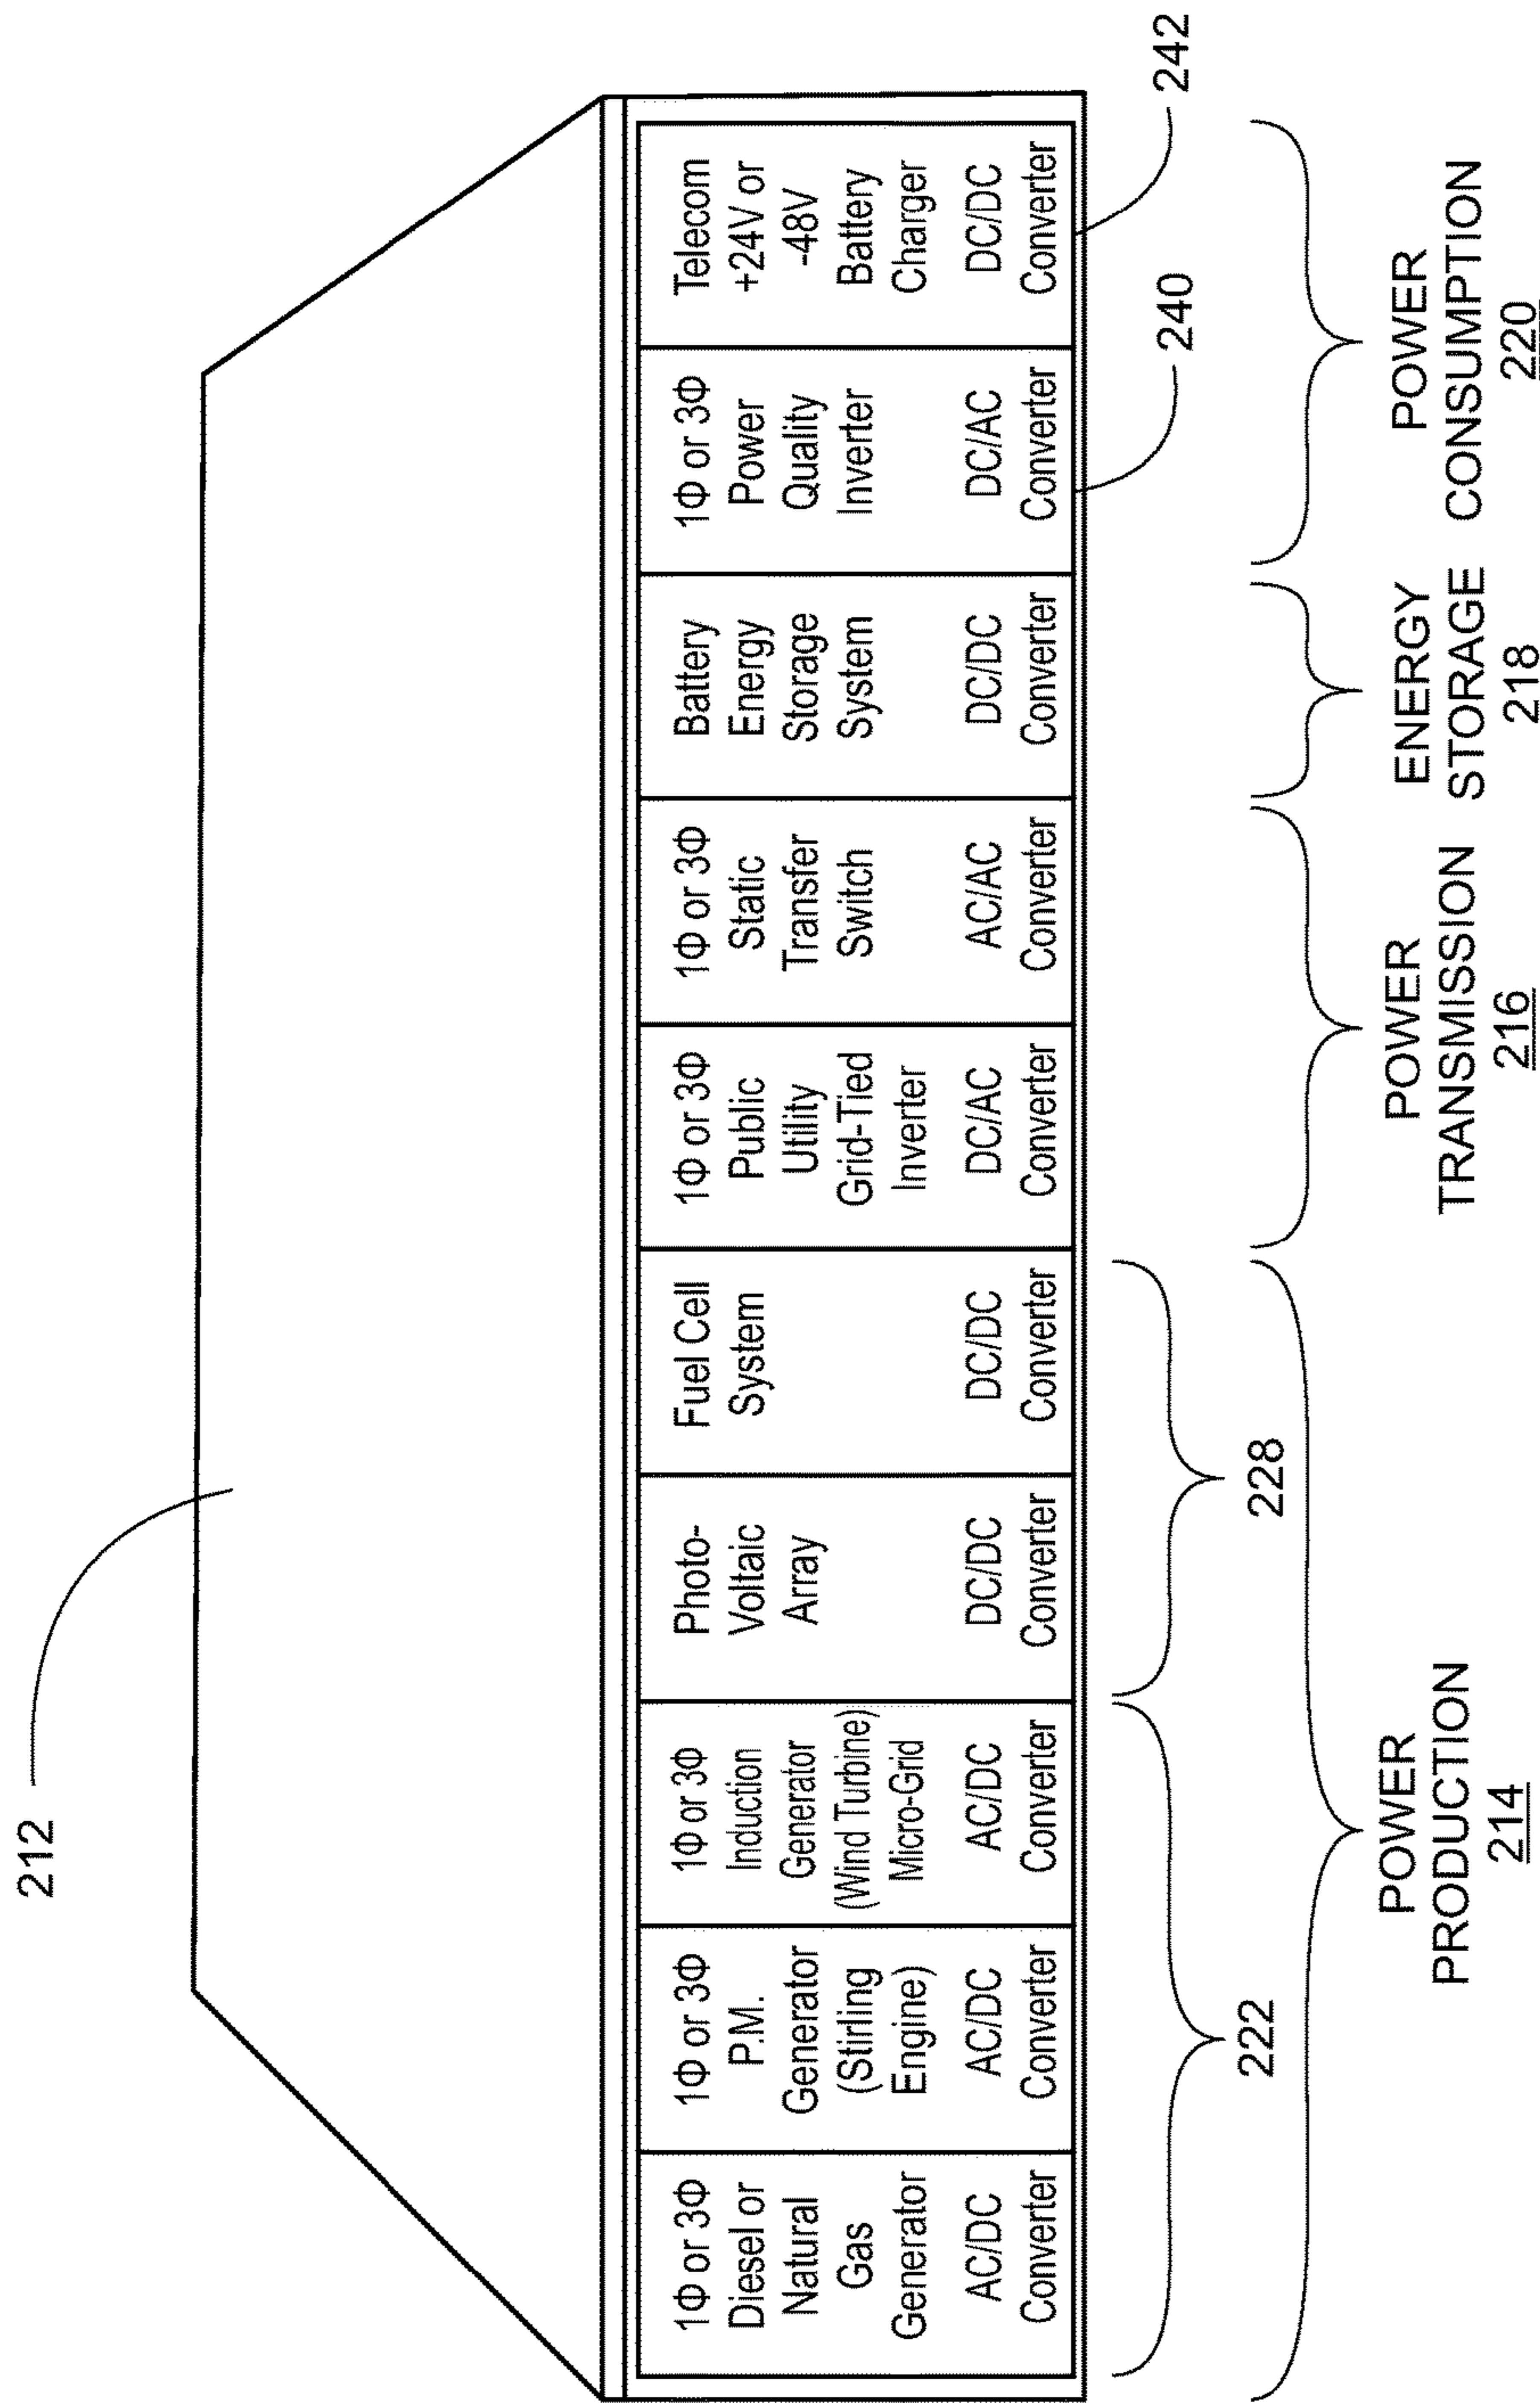 212
1Φ or 3Φ
Diesel or
Natural
Gas
Generator
AC/DC
Converter
1Φ or 3Φ
P.M.
Generator
(Stirling
Engine)
AC/DC
Converter
1Φ or 3Φ
Induction
Generator
(Wind Turbine)
Micro-Grid
AC/DC
Converter
Photo-
Voltaic
Array
DC/DC
Converter
Fuel Cell
System
DC/DC
Converter
1Φ or 3Φ
Public
Utility
Grid-Tied
Inverter
DC/AC
Converter
1Φ or 3Φ
Static
Transfer
Switch
AC/AC
Converter
Battery
Energy
Storage
System
DC/DC
Converter
1Φ or 3Φ
Power
Quality
Inverter
DC/AC
Converter
Telecom
+24V or
-48V
Battery
Charger
DC/DC
Converter
222
228
240
242
POWER
PRODUCTION
214
POWER
TRANSMISSION
216
ENERGY
STORAGE
218
POWER
CONSUMPTION
220